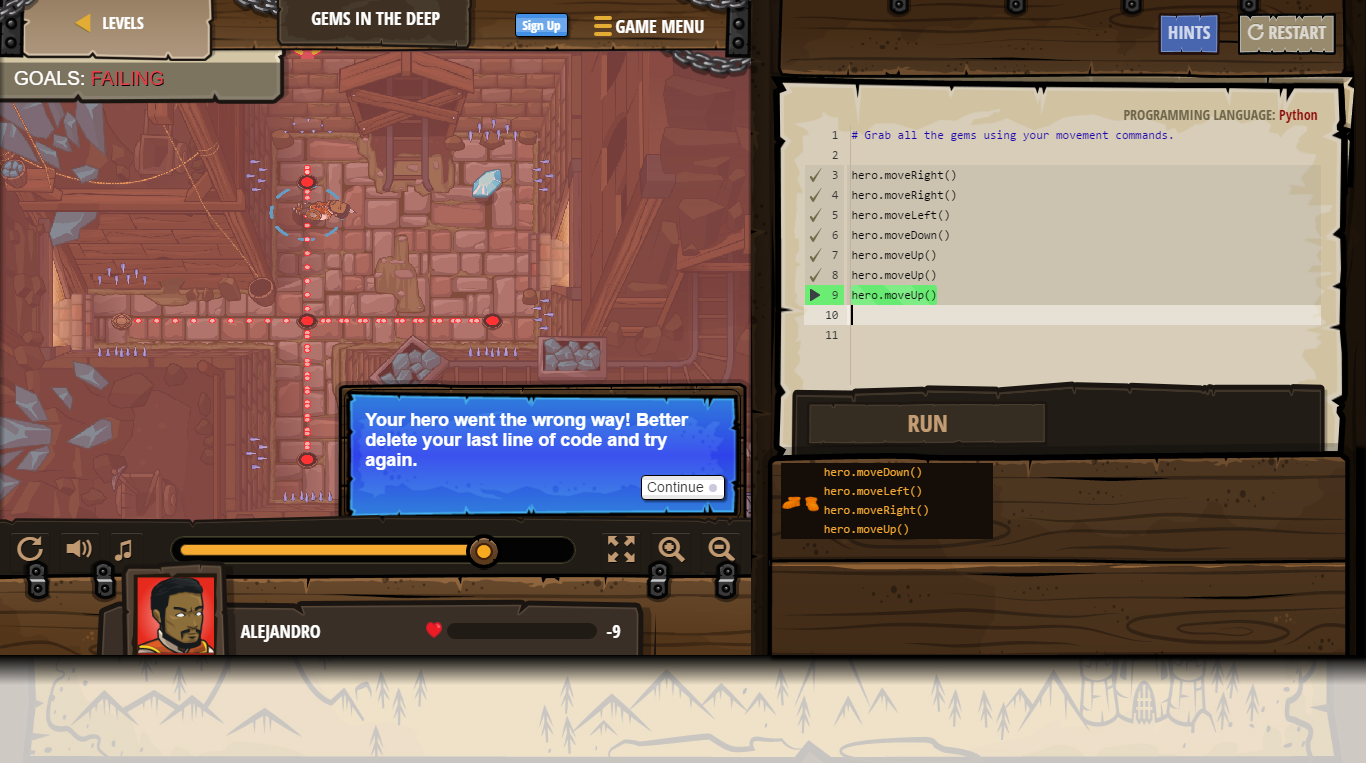 LEVELS
GEMS IN THE DEEP
Sign Up
GAME MENU
GOALS: FAILING
HINTS
RESTART
PROGRAMMING LANGUAGE: Python
1 # Grab all the gems using your movement commands.
2
3 hero.moveRight()
4 hero.moveRight()
5 hero.moveLeft()
6 hero.moveDown()
7 hero.moveUp()
8 hero.moveUp()
9 hero.moveUp()
10
11
Your hero went the wrong way! Better
delete your last line of code and try
again.
Continue
RUN
hero.moveDown()
hero.moveLeft()
hero.moveRight()
hero.moveUp()
ALEJANDRO
-9